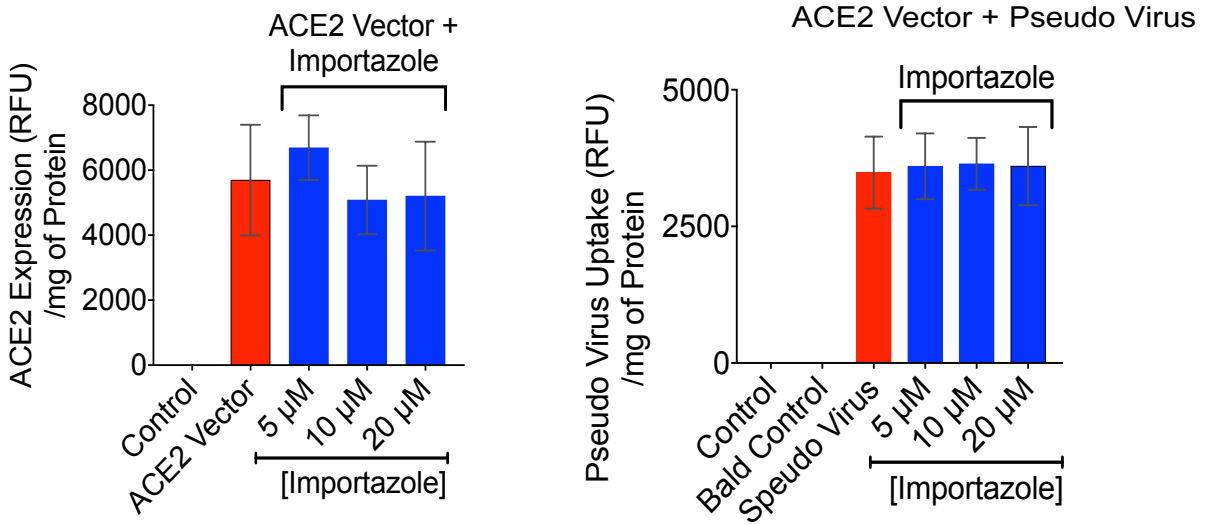 ACE2 Vector +
Importazole
ACE2 Expression (RFU)
/mg of Protein
8000
6000
4000
2000
0
Control
ACE2 Vector
5 µM
10 µM
20 µM
[Importazole]
ACE2 Vector + Pseudo Virus
Importazole
Pseudo Virus Uptake (RFU)
/mg of Protein
5000
2500
0
Control
Bald Control
Speudo Virus
5 µM
10 µM
20 µM
[Importazole]